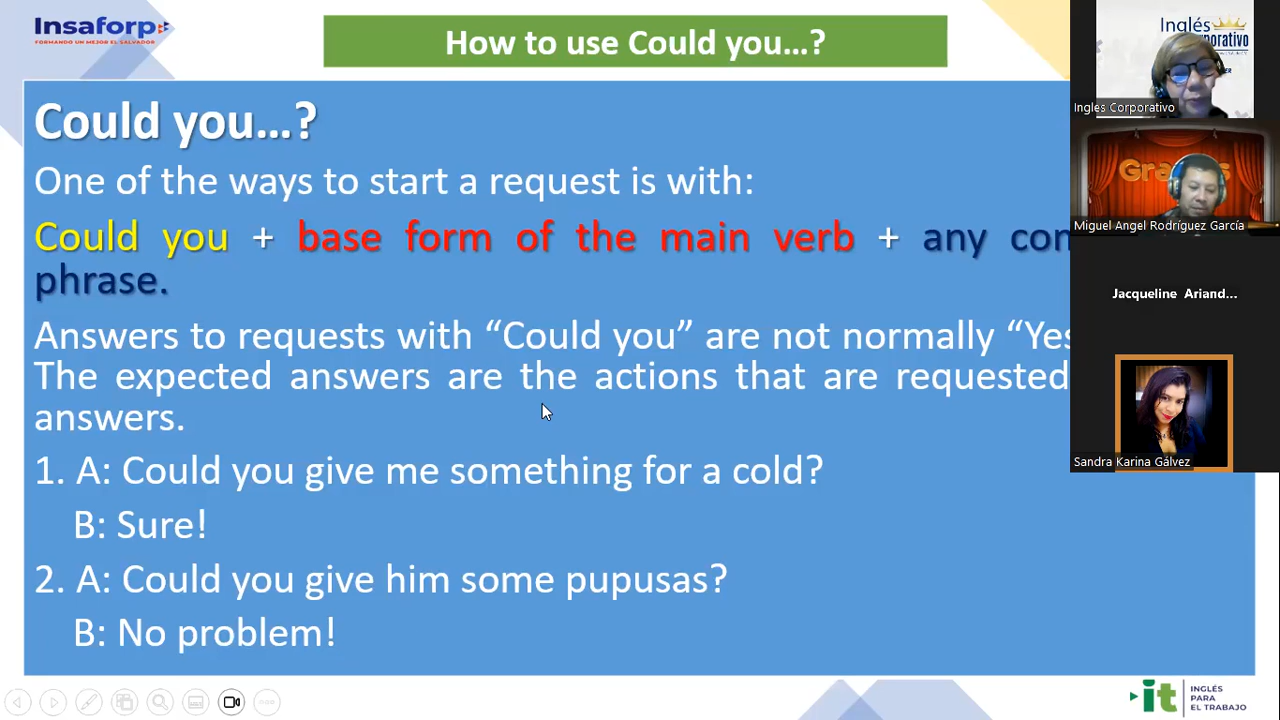 Insaforp
FORMANDO UN MEJOR EL SALVADOR
How to use Could you...?
Could you...?
One of the ways to start a request is with:
Could you + base form of the main verb + any
phrase.
Answers to requests with “Could you” are not normally “Yes
The expected answers are the actions that are requested
answers.
1. A: Could you give me something for a cold?
B: Sure!
2. A: Could you give him some pupusas?
B: No problem!
Inglés
Ingles Corporativo
Miguel Angel Rodríguez García
Jacqueline Ariand...
Sandra Karina Gálvez
it INGLÉS
PARA
EL TRABAJO